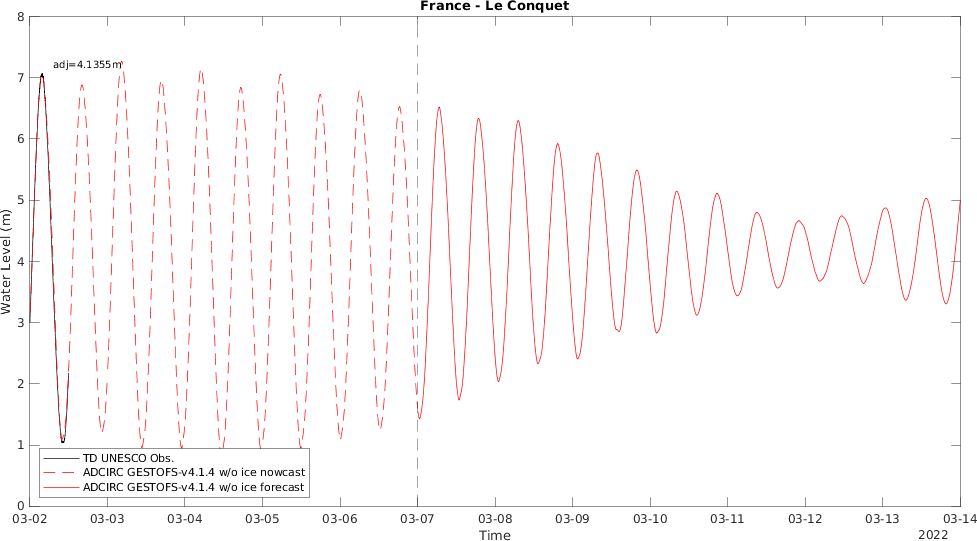 France - Le Conquet
8
7
6
5
4
3
2
1
0
Water Level (m)
adj=4.1355m
TD UNESCO Obs.
ADCIRC GESTOFS-v4.1.4 w/o ice nowcast
ADCIRC GESTOFS-v4.1.4 w/o ice forecast
03-02 03-03 03-04 03-05 03-06 03-07 03-08 03-09 03-10 03-11 03-12 03-13 03-14
Time
2022